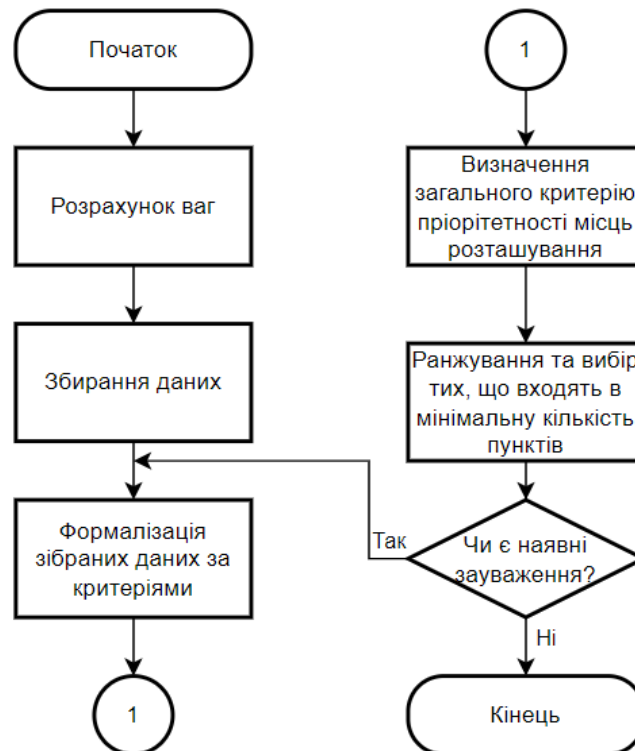 Початок
Розрахунок ваг
Збирання даних
Формалізація
зібраних даних за
критеріями
1
1
Визначення
загального критерію
пріорітетності місць
розташування
Ранжування та вибір
тих, що входять в
мінімальну кількість
пунктів
Чи є наявні
зауваження?
Так
Ні
Кінець